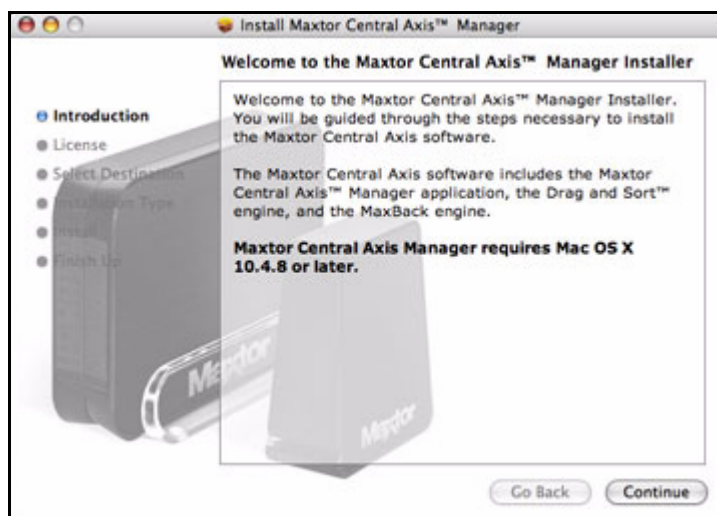 Install Maxtor Central Axis™ Manager
Welcome to the Maxtor Central Axis™ Manager Installer
Introduction
License
Select Destination
Installation Type
Install
Finish Up
Welcome to the Maxtor Central Axis™ Manager Installer.
You will be guided through the steps necessary to install
the Maxtor Central Axis software.
The Maxtor Central Axis software includes the Maxtor
Central Axis™ Manager application, the Drag and Sort™
engine, and the MaxBack engine.
Maxtor Central Axis Manager requires Mac OS X
10.4.8 or later.
Maxtor
Maxtor
Go Back
Continue